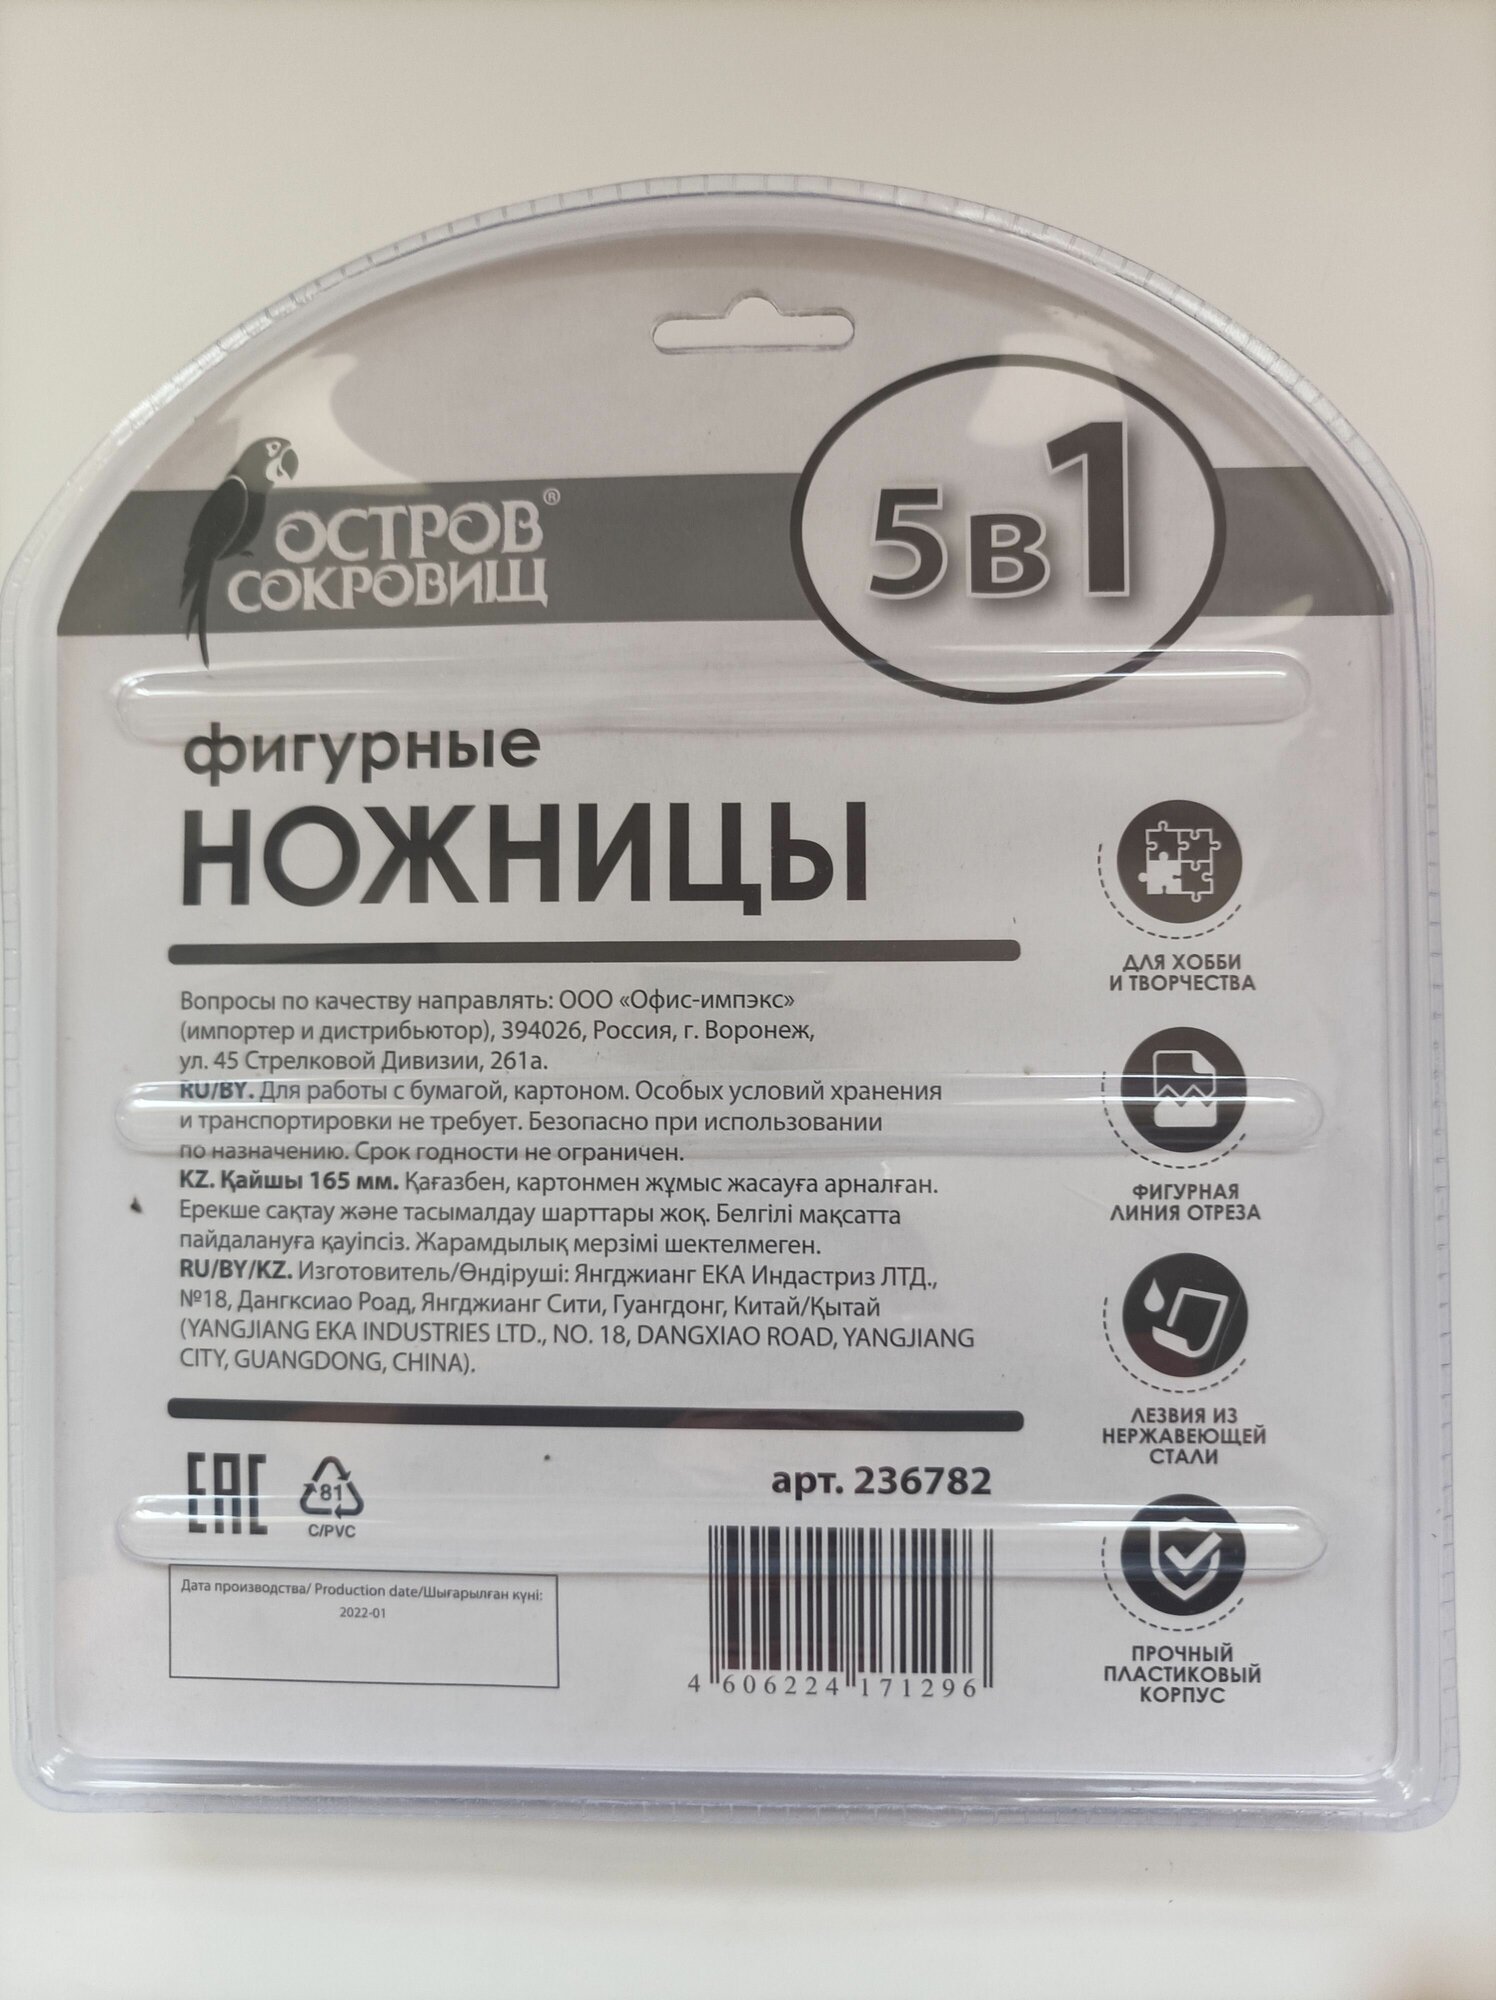 ОСТРОВ®
СОКРОВИЩ
5в1
фигурные
НОЖНИЦЫ
Вопросы по качеству направлять: ООО «Офис-импэкс»
(импортер и дистрибьютор), 394026, Россия, г. Воронеж,
ул. 45 Стрелковой Дивизии, 261а.
RU/BY. Для работы с бумагой, картоном. Особых условий хранения
и транспортировки не требует. Безопасно при использовании
по назначению. Срок годности не ограничен.
KZ. Қайшы 165 мм. Қағазбен, картонмен жұмыс жасауға арналған.
Ерекше сақтау және тасымалдау шарттары жоқ. Белгілі мақсатта
пайдалануға қауіпсіз. Жарамдылық мерзімі шектелмеген.
RU/BY/KZ. Изготовитель/Өндіруші: Янгджианг ЕКА Индастриз ЛТД.,
№18, Дангксиао Роад, Янгджианг Сити, Гуангдонг, Китай/Қытай
(YANGJIANG EKA INDUSTRIES LTD., NO. 18, DANGXIAO ROAD, YANGJIANG
CITY, GUANGDONG, CHINA).
ДЛЯ ХОББИ
И ТВОРЧЕСТВА
ФИГУРНАЯ
ЛИНИЯ ОТРЕЗА
ЛЕЗВИЯ ИЗ
НЕРЖАВЕЮЩЕЙ
СТАЛИ
ПРОЧНЫЙ
ПЛАСТИКОВЫЙ
КОРПУС
ЕАС
81
C/PVC
арт. 236782
Дата производства/ Production date/Шығарылған күні:
2022-01
4 606224 171296